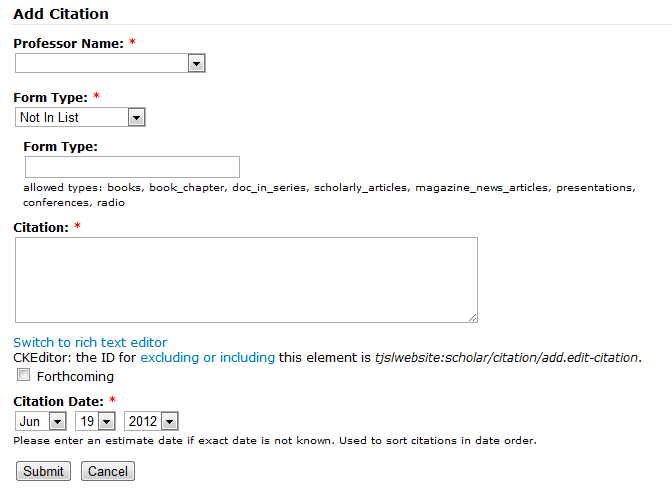 Add Citation
Professor Name: *
Form Type: *
Not In List
Form Type:
allowed types: books, book_chapter, doc_in_series, scholarly_articles, magazine_news_articles, presentations,
conferences, radio
Citation: *
Switch to rich text editor
CKEditor: the ID for excluding or including this element is tjslwebsite:scholar/citation/add.edit-citation.
Forthcoming
Citation Date: *
Jun 19 2012
Please enter an estimate date if exact date is not known. Used to sort citations in date order.
Submit Cancel